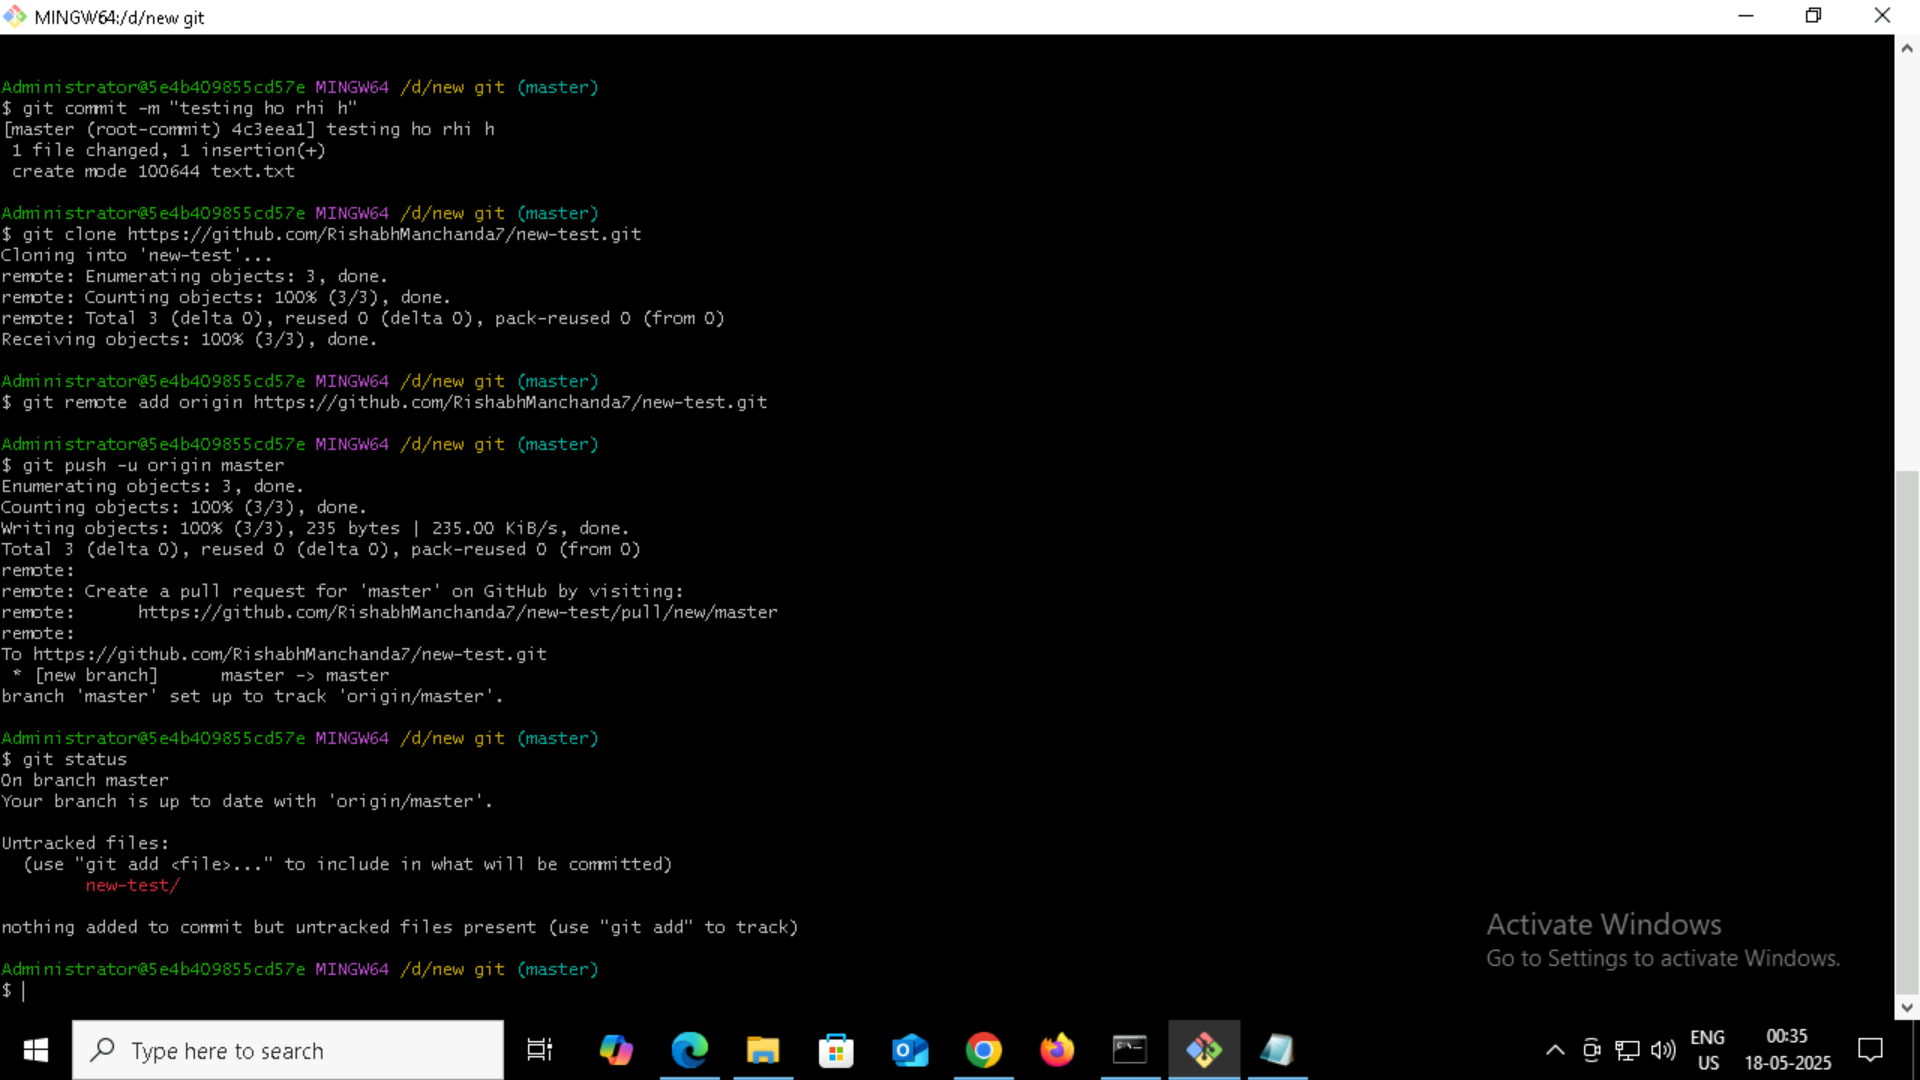 MINGW64:/d/new git
Administrator@5e4b409855cd57e MINGW64 /d/new git (master)
$ git commit -m "testing ho rhi h"
[master (root-commit) 4c3eea1] testing ho rhi h
 1 file changed, 1 insertion(+)
 create mode 100644 text.txt
Administrator@5e4b409855cd57e MINGW64 /d/new git (master)
$ git clone https://github.com/RishabhManchanda7/new-test.git
Cloning into 'new-test'...
remote: Enumerating objects: 3, done.
remote: Counting objects: 100% (3/3), done.
remote: Total 3 (delta 0), reused 0 (delta 0), pack-reused 0 (from 0)
Receiving objects: 100% (3/3), done.
Administrator@5e4b409855cd57e MINGW64 /d/new git (master)
$ git remote add origin https://github.com/RishabhManchanda7/new-test.git
Administrator@5e4b409855cd57e MINGW64 /d/new git (master)
$ git push -u origin master
Enumerating objects: 3, done.
Counting objects: 100% (3/3), done.
Writing objects: 100% (3/3), 235 bytes | 235.00 KiB/s, done.
Total 3 (delta 0), reused 0 (delta 0), pack-reused 0 (from 0)
remote:
remote: Create a pull request for 'master' on GitHub by visiting:
remote:      https://github.com/RishabhManchanda7/new-test/pull/new/master
remote:
To https://github.com/RishabhManchanda7/new-test.git
 * [new branch]      master -> master
branch 'master' set up to track 'origin/master'.
Administrator@5e4b409855cd57e MINGW64 /d/new git (master)
$ git status
On branch master
Your branch is up to date with 'origin/master'.
Untracked files:
  (use "git add <file>..." to include in what will be committed)
        new-test/
nothing added to commit but untracked files present (use "git add" to track)
Administrator@5e4b409855cd57e MINGW64 /d/new git (master)
$
Activate Windows
Go to Settings to activate Windows.
Type here to search
ENG
US
00:35
18-05-2025